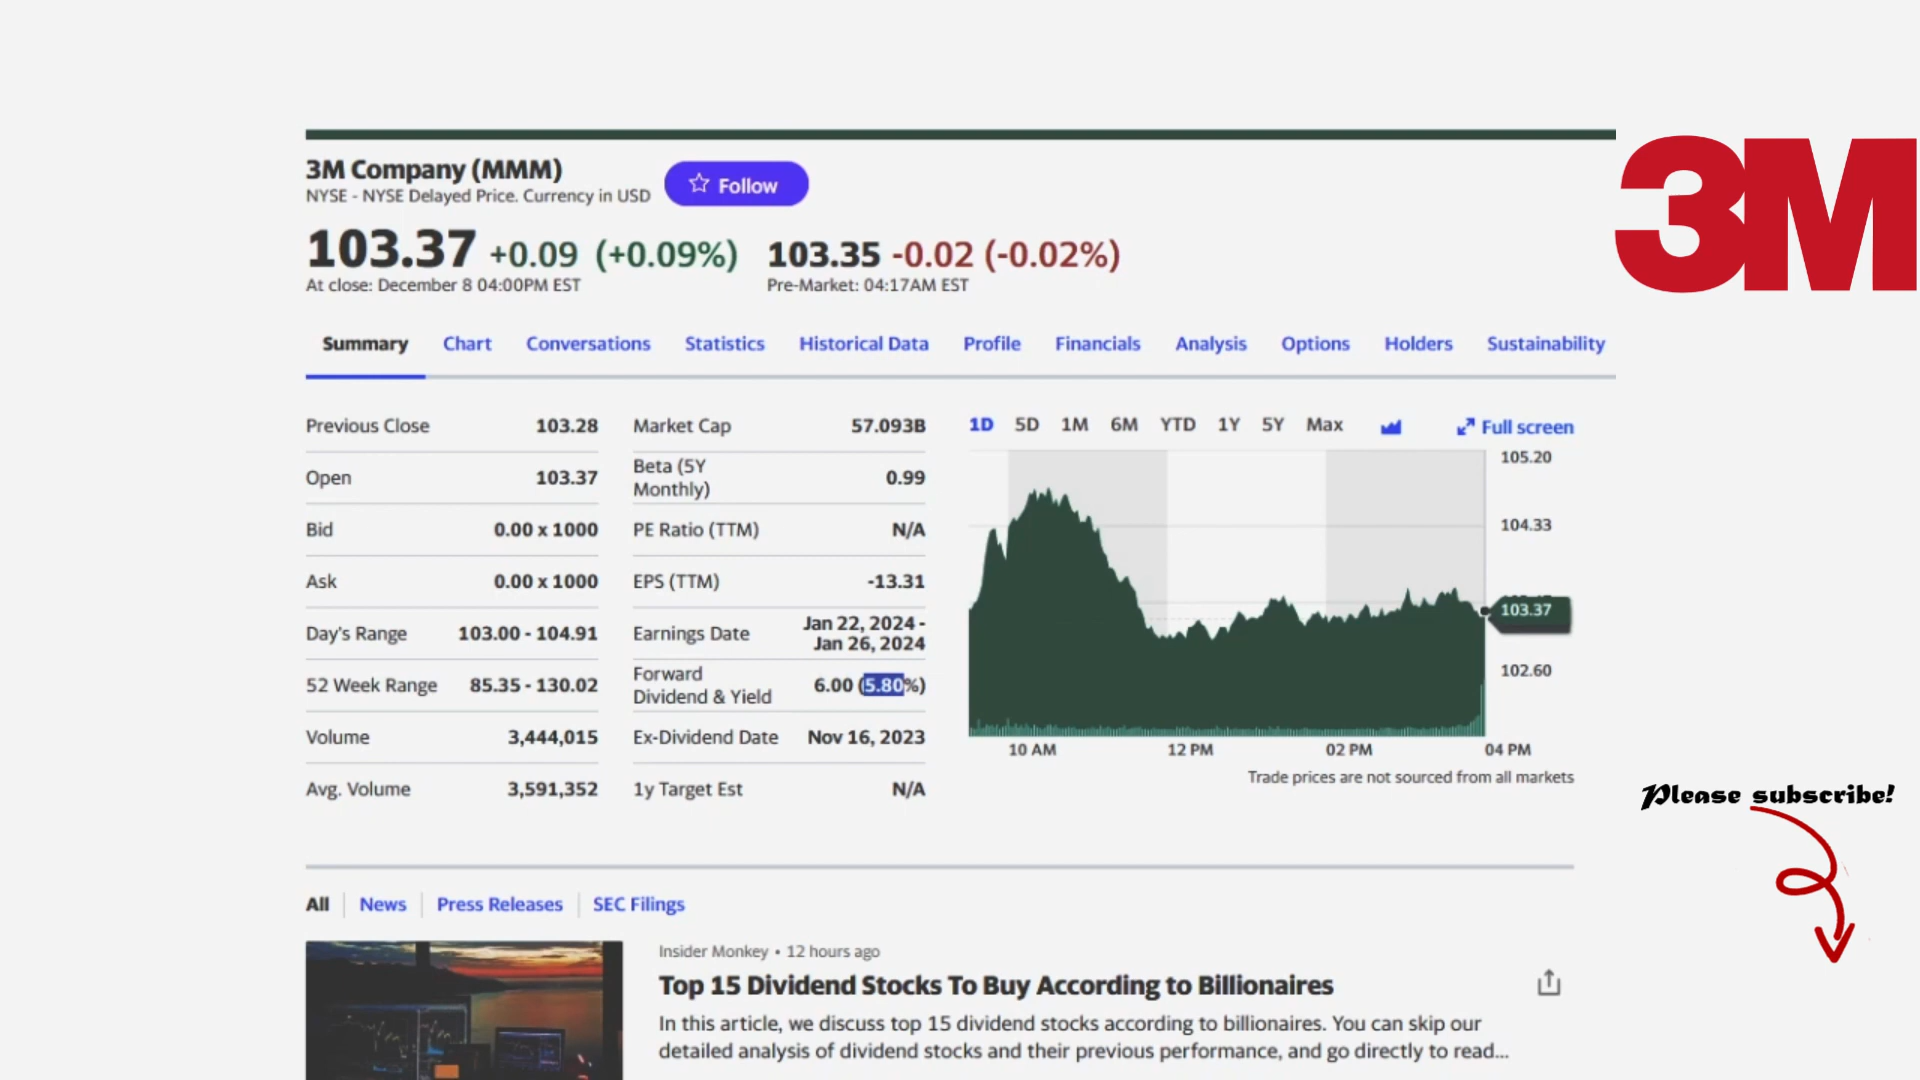 3M Company (MMM)
NYSE - NYSE Delayed Price. Currency in USD
Follow
3M
103.37 +0.09 (+0.09%)
At close: December 8 04:00PM EST
103.35 -0.02 (-0.02%)
Pre-Market: 04:17AM EST
Summary Chart Conversations Statistics Historical Data Profile Financials Analysis Options Holders Sustainability
Previous Close 103.28
Open 103.37
Bid 0.00 x 1000
Ask 0.00 x 1000
Day's Range 103.00 - 104.91
52 Week Range 85.35 - 130.02
Volume 3,444,015
Avg. Volume 3,591,352
Market Cap 57.093B
Beta (5Y
Monthly) 0.99
PE Ratio (TTM) N/A
EPS (TTM) -13.31
Earnings Date Jan 22, 2024 -
Jan 26, 2024
Forward
Dividend & Yield 6.00 (5.80%)
Ex-Dividend Date Nov 16, 2023
1y Target Est N/A
1D 5D 1M 6M YTD 1Y 5Y Max Full screen
105.20
104.33
103.37
102.60
10 AM 12 PM 02 PM 04 PM
Trade prices are not sourced from all markets
Please subscribe!
All News Press Releases SEC Filings
Insider Monkey • 12 hours ago
Top 15 Dividend Stocks To Buy According to Billionaires
In this article, we discuss top 15 dividend stocks according to billionaires. You can skip our
detailed analysis of dividend stocks and their previous performance, and go directly to read...